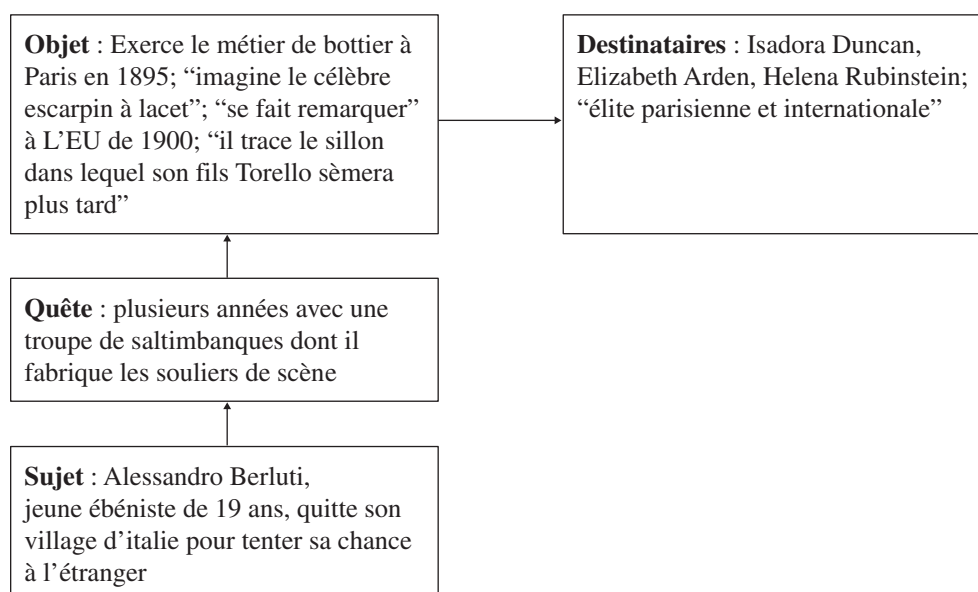 Objet : Exerce le métier de bottier à
Paris en 1895; “imagine le célèbre
escarpin à lacet”; “se fait remarquer”
à L’EU de 1900; “il trace le sillon
dans lequel son fils Torello sèmera
plus tard”
Destinataires : Isadora Duncan,
Elizabeth Arden, Helena Rubinstein;
“élite parisienne et internationale”
Quête : plusieurs années avec une
troupe de saltimbanques dont il
fabrique les souliers de scène
Sujet : Alessandro Berluti,
jeune ébéniste de 19 ans, quitte son
village d’italie pour tenter sa chance
à l’étranger